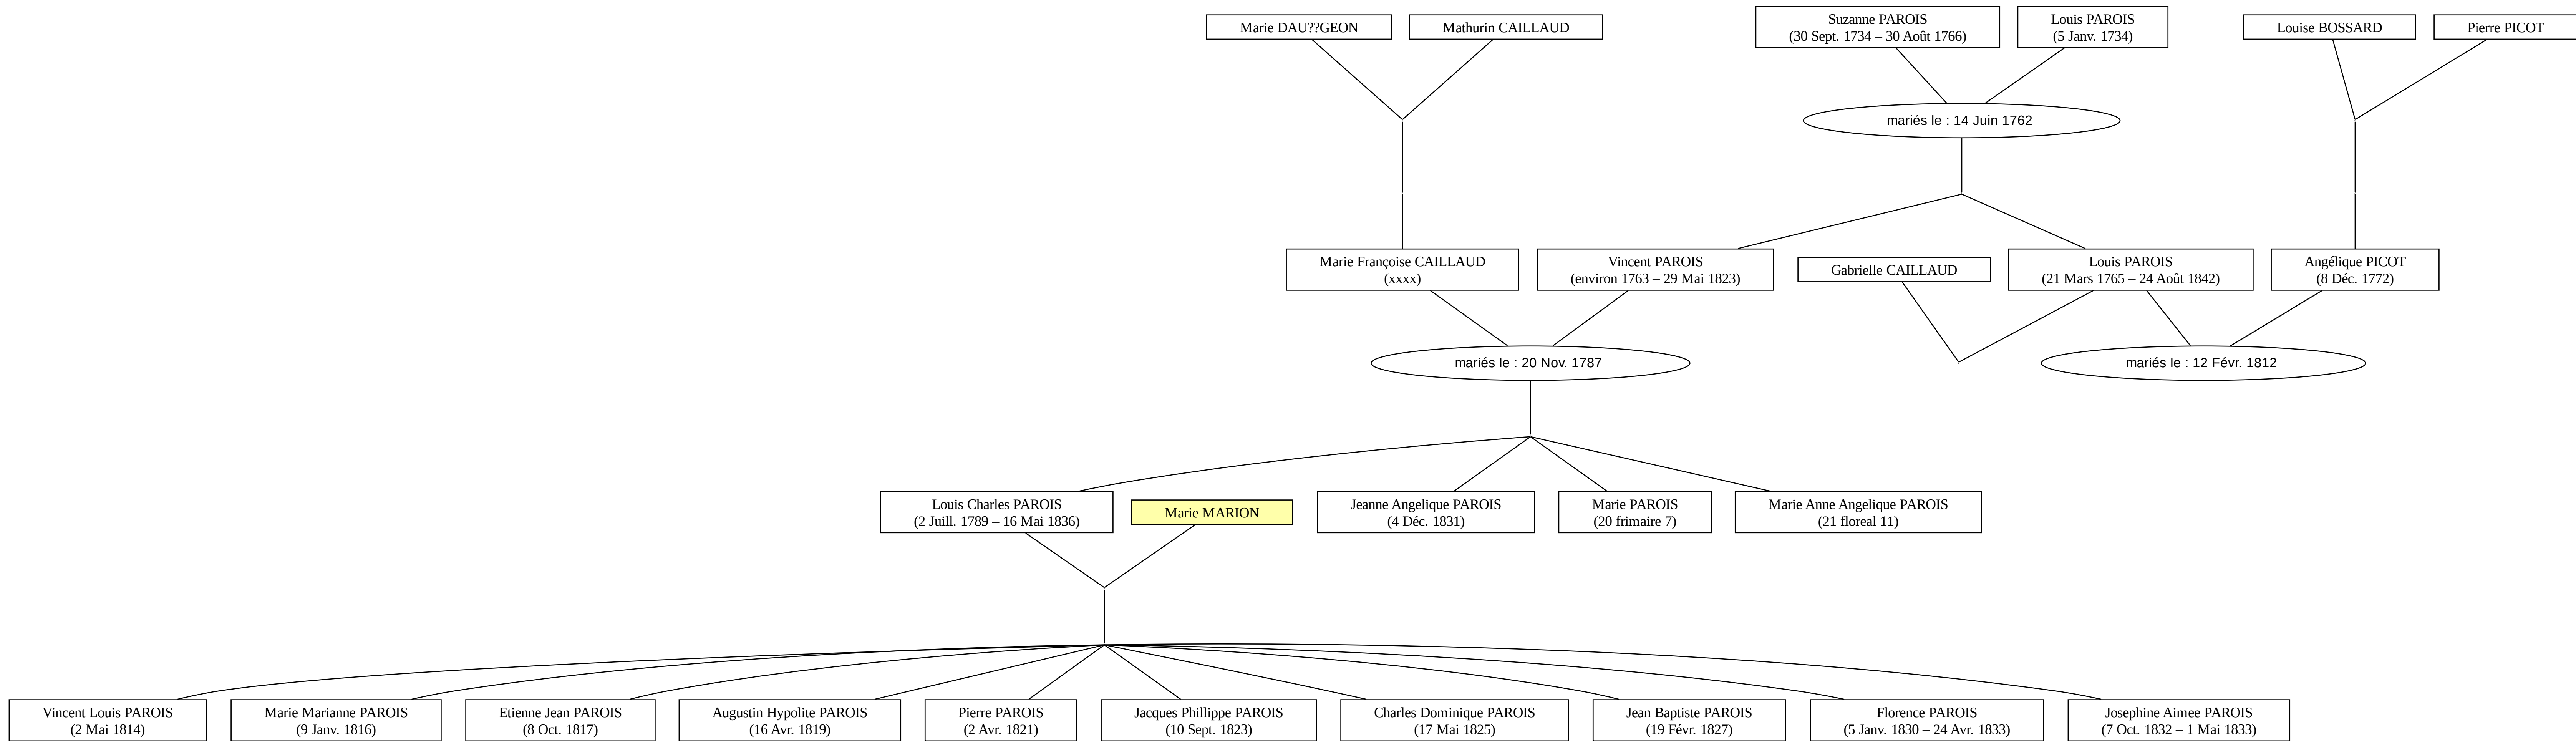 Marie DAU??GEON
Mathurin CAILLAUD
Suzanne PAROIS
(30 Sept. 1734 – 30 Août 1766)
Louis PAROIS
(5 Janv. 1734)
Louise BOSSARD
Pierre PICOT
mariés le : 14 Juin 1762
Marie Françoise CAILLAUD
(xxxx)
Vincent PAROIS
(environ 1763 – 29 Mai 1823)
Gabrielle CAILLAUD
Louis PAROIS
(21 Mars 1765 – 24 Août 1842)
Angélique PICOT
(8 Déc. 1772)
mariés le : 20 Nov. 1787
mariés le : 12 Févr. 1812
Louis Charles PAROIS
(2 Juill. 1789 – 16 Mai 1836)
Marie MARION
Jeanne Angelique PAROIS
(4 Déc. 1831)
Marie PAROIS
(20 frimaire 7)
Marie Anne Angelique PAROIS
(21 floreal 11)
Vincent Louis PAROIS
(2 Mai 1814)
Marie Marianne PAROIS
(9 Janv. 1816)
Etienne Jean PAROIS
(8 Oct. 1817)
Augustin Hypolite PAROIS
(16 Avr. 1819)
Pierre PAROIS
(2 Avr. 1821)
Jacques Phillippe PAROIS
(10 Sept. 1823)
Charles Dominique PAROIS
(17 Mai 1825)
Jean Baptiste PAROIS
(19 Févr. 1827)
Florence PAROIS
(5 Janv. 1830 – 24 Avr. 1833)
Josephine Aimee PAROIS
(7 Oct. 1832 – 1 Mai 1833)